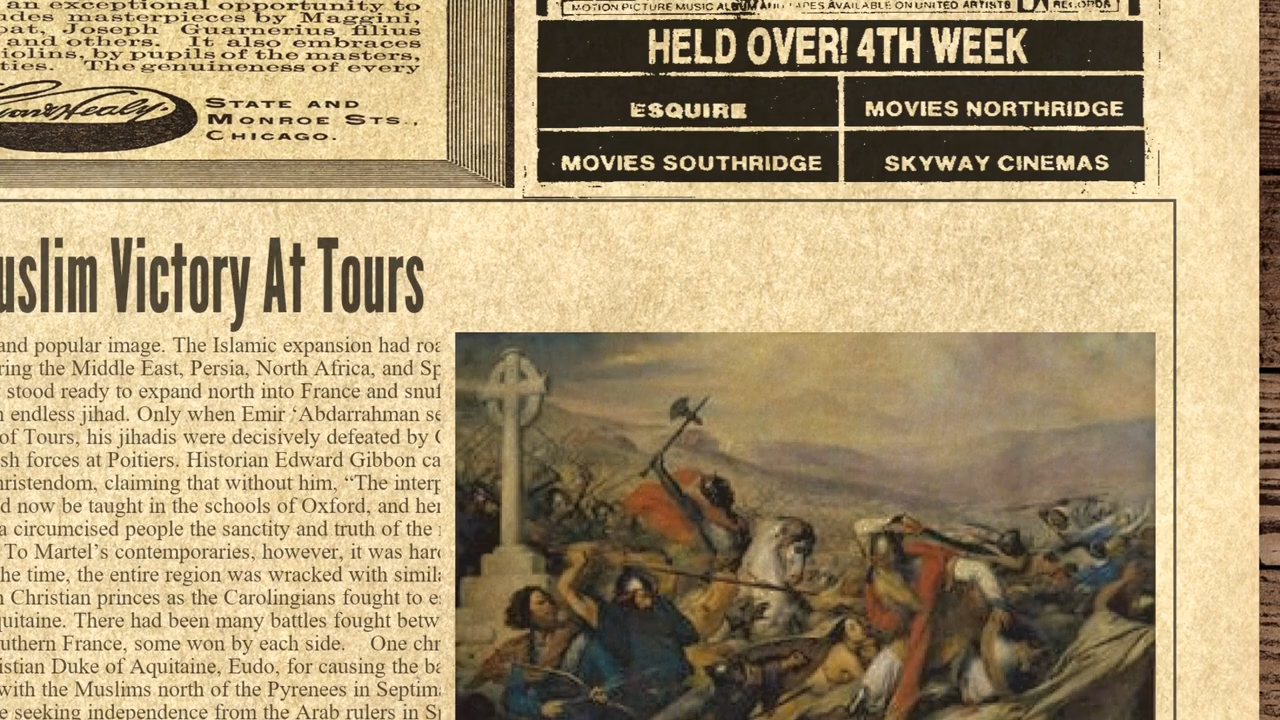 an exceptional opportunity to
udes masterpieces by Maggini,
pat, Joseph Guarnerius filius
and others. It also embraces
violins, by pupils of the masters,
ties. The genuineness of every
Healy
STATE AND
MONROE STS.,
CHICAGO.
MOTION PICTURE MUSIC ALBUM AND TAPES AVAILABLE ON UNITED ARTISTS RECORDS
HELD OVER! 4TH WEEK
ESQUIRE
MOVIES NORTHRIDGE
MOVIES SOUTHRIDGE
SKYWAY CINEMAS
uslim Victory At Tours
and popular image. The Islamic expansion had roa
ring the Middle East, Persia, North Africa, and Sp
stood ready to expand north into France and snuf
n endless jihad. Only when Emir ‘Abdarrahman se
of Tours, his jihadis were decisively defeated by C
sh forces at Poitiers. Historian Edward Gibbon ca
hristendom, claiming that without him, “The interp
d now be taught in the schools of Oxford, and her
a circumcised people the sanctity and truth of the
To Martel’s contemporaries, however, it was hard
he time, the entire region was wracked with simila
n Christian princes as the Carolingians fought to e
quitaine. There had been many battles fought betw
outhern France, some won by each side. One chr
istian Duke of Aquitaine, Eudo, for causing the ba
with the Muslims north of the Pyrenees in Septim
e seeking independence from the Arab rulers in S